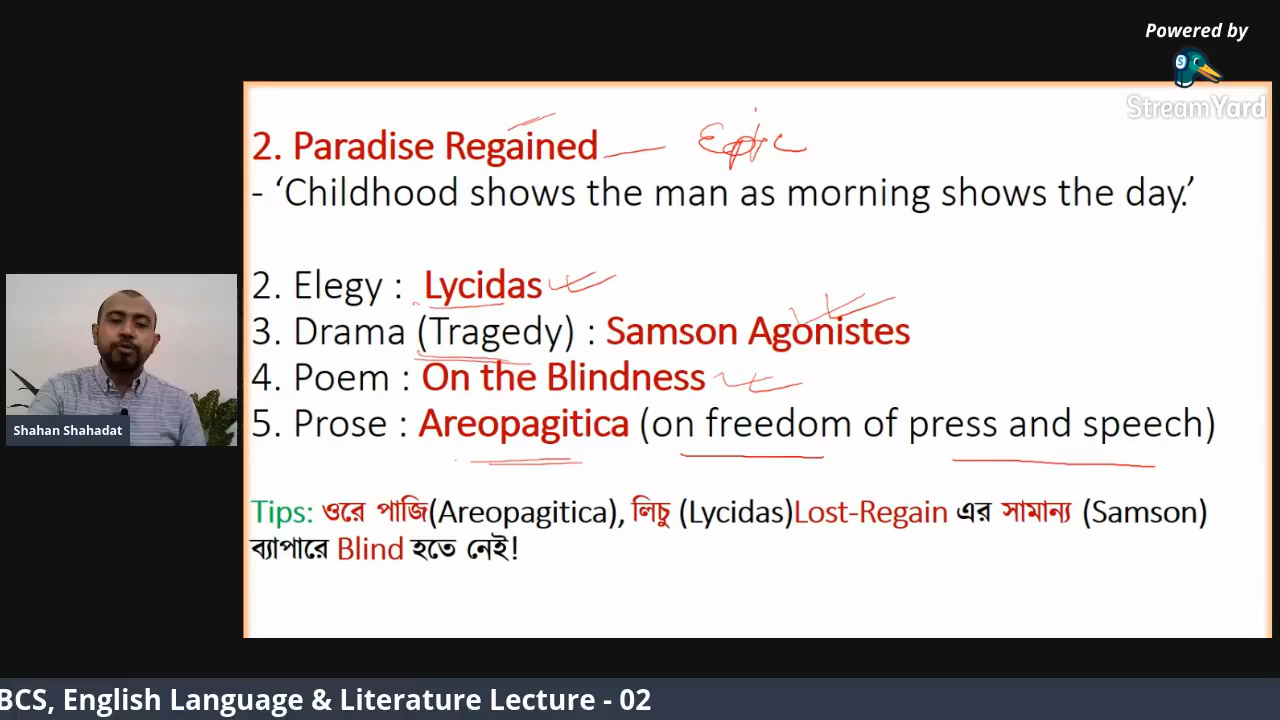 Powered by
StreamYard
2. Paradise Regained Epic
- ‘Childhood shows the man as morning shows the day.’
2. Elegy : Lycidas
3. Drama (Tragedy) : Samson Agonistes
4. Poem : On the Blindness
5. Prose : Areopagitica (on freedom of press and speech)
Tips: ওরে পাজি(Areopagitica), লিচু (Lycidas)Lost-Regain এর সামান্য (Samson)
ব্যাপারে Blind হতে নেই!
Shahan Shahadat
BCS, English Language & Literature Lecture - 02